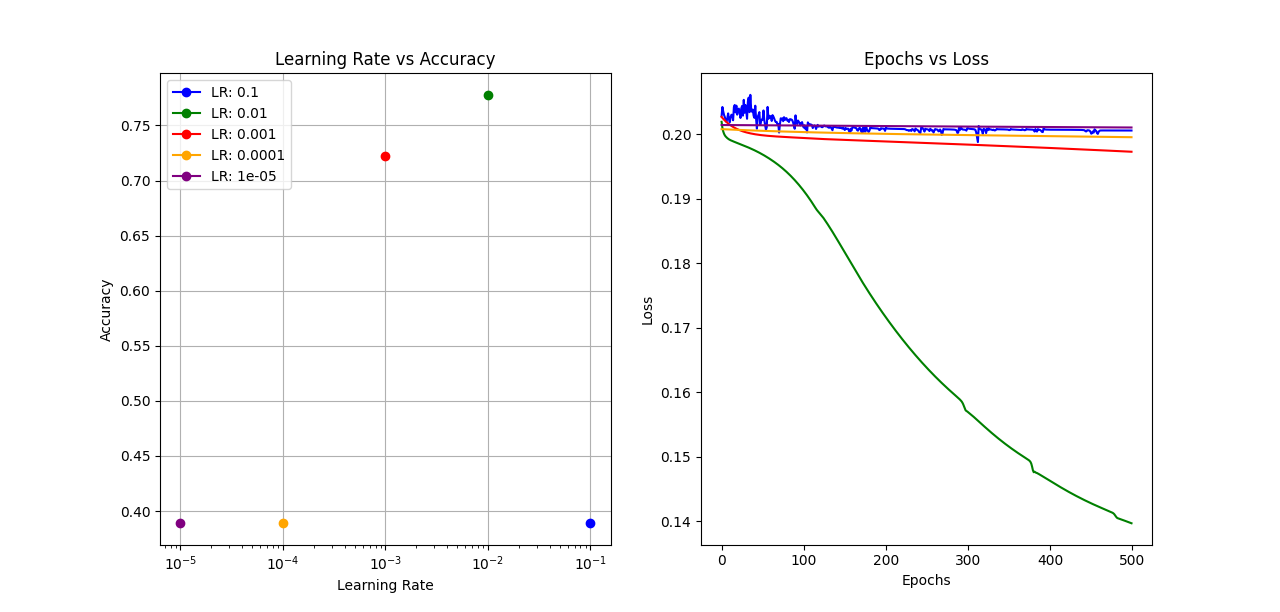 Learning Rate vs Accuracy
LR: 0.1
LR: 0.01
LR: 0.001
LR: 0.0001
LR: 1e-05
0.75
0.70
0.65
0.60
0.55
0.50
0.45
0.40
Accuracy
10⁻⁵ 10⁻⁴ 10⁻³ 10⁻² 10⁻¹
Learning Rate
Epochs vs Loss
0.20
0.19
0.18
0.17
0.16
0.15
0.14
Loss
0 100 200 300 400 500
Epochs